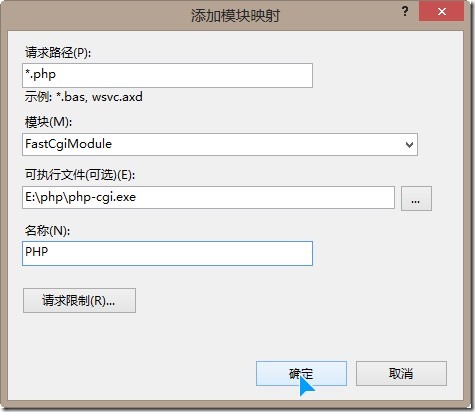 添加模块映射
?
请求路径(P):
*.php
示例: *.bas, wsvc.axd
模块(M):
FastCgiModule
可执行文件(可选)(E):
E:\php\php-cgi.exe
...
名称(N):
PHP
请求限制(R)...
确定
取消